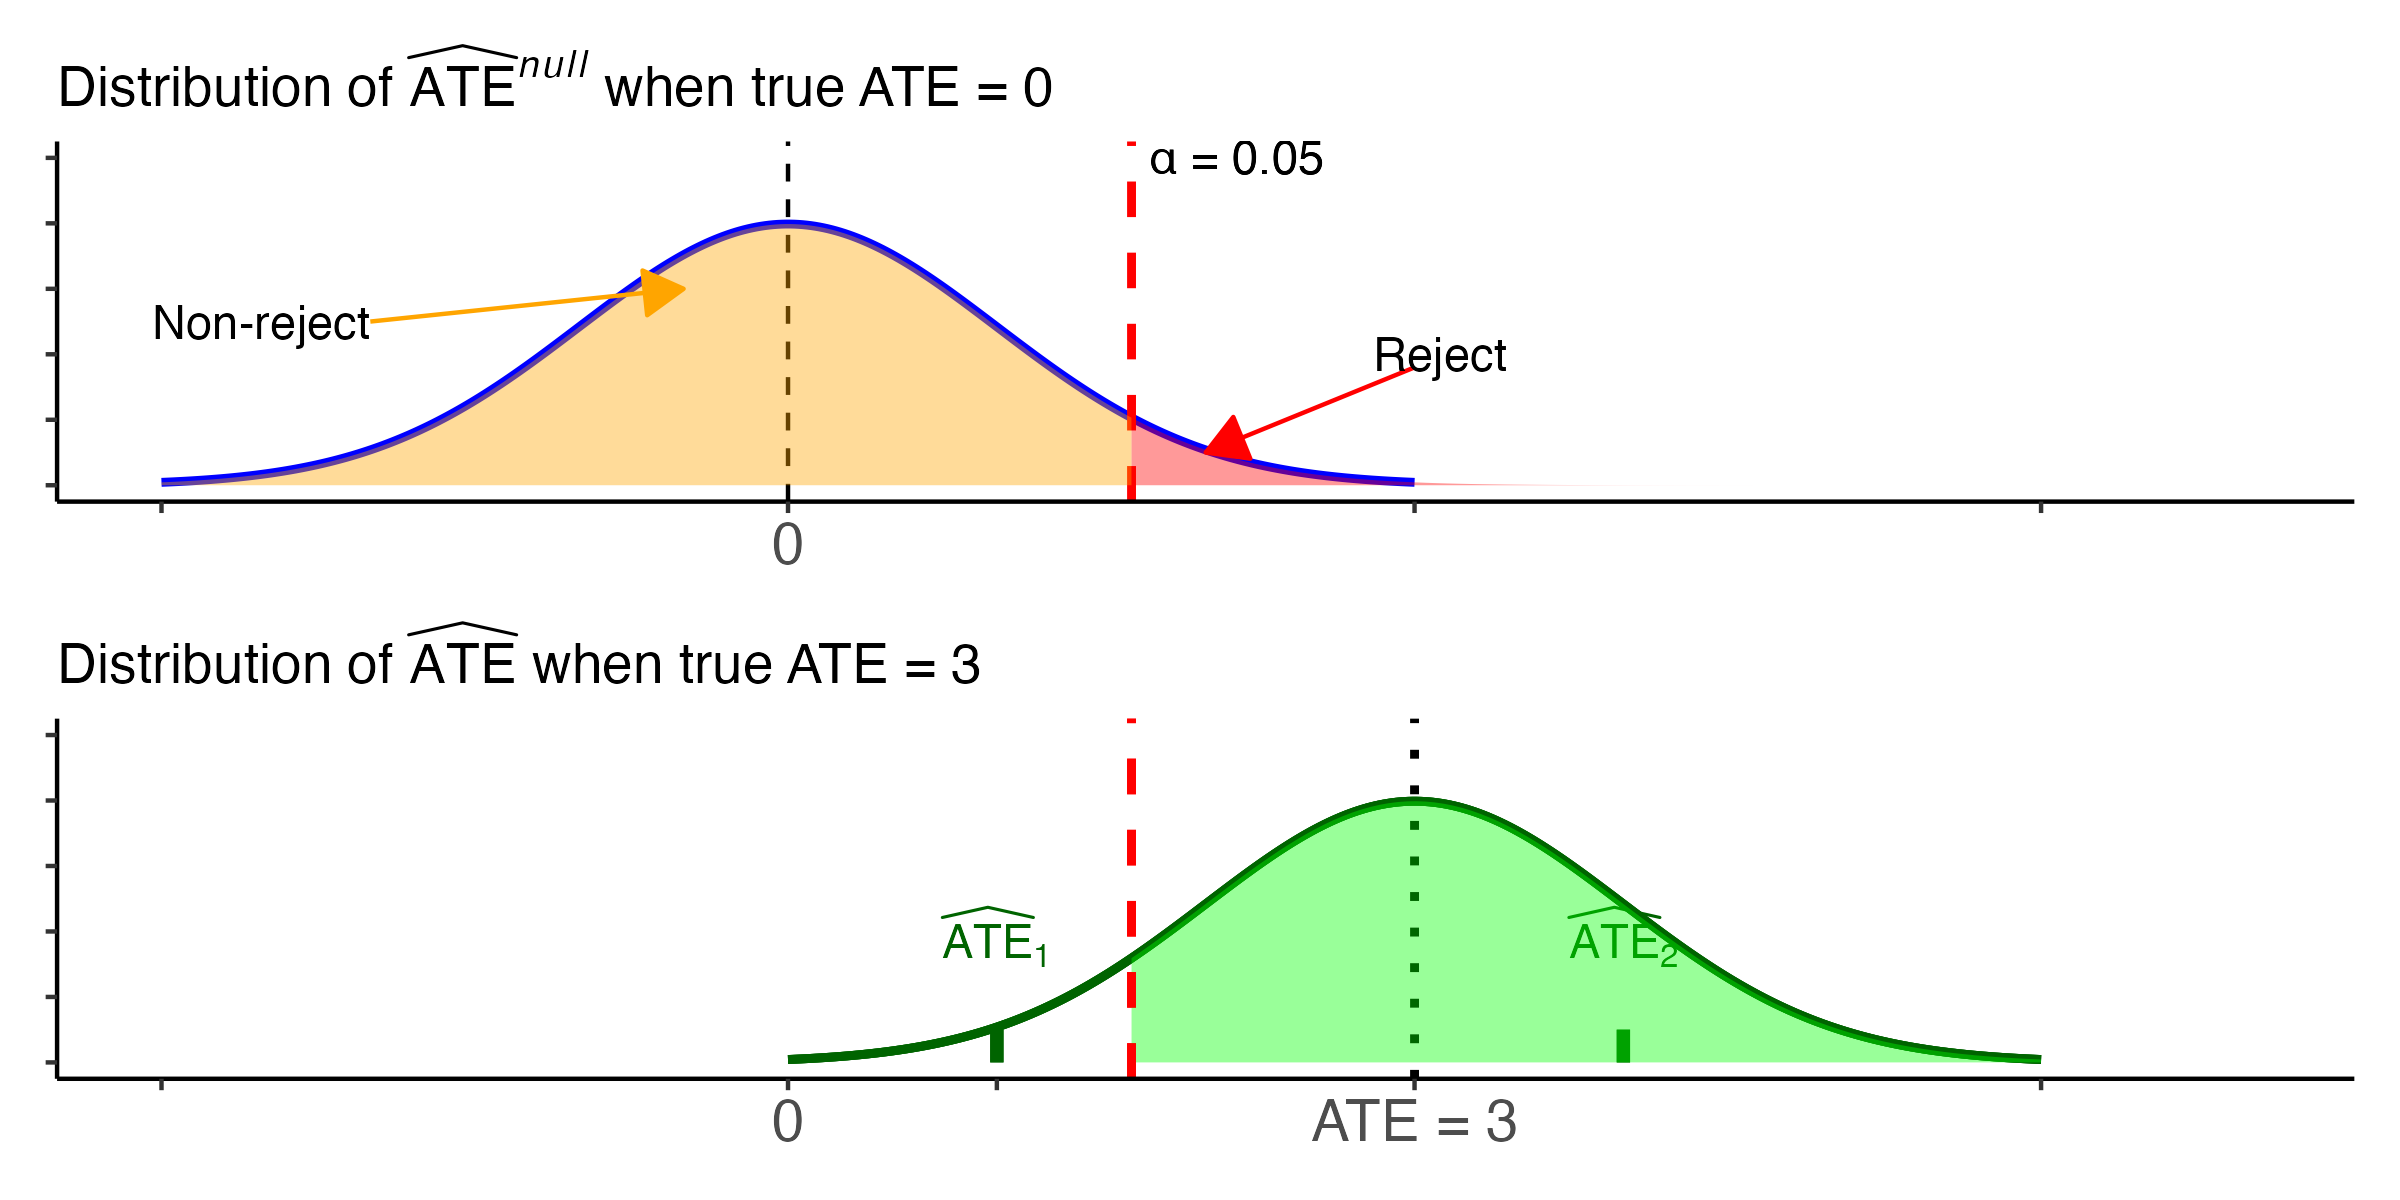 Distribution of $\widehat{ATE}^{null}$ when true ATE = 0
α = 0.05
Non-reject
Reject
0
Distribution of $\widehat{ATE}$ when true ATE = 3
$\widehat{ATE}_1$
$\widehat{ATE}_2$
0
ATE = 3